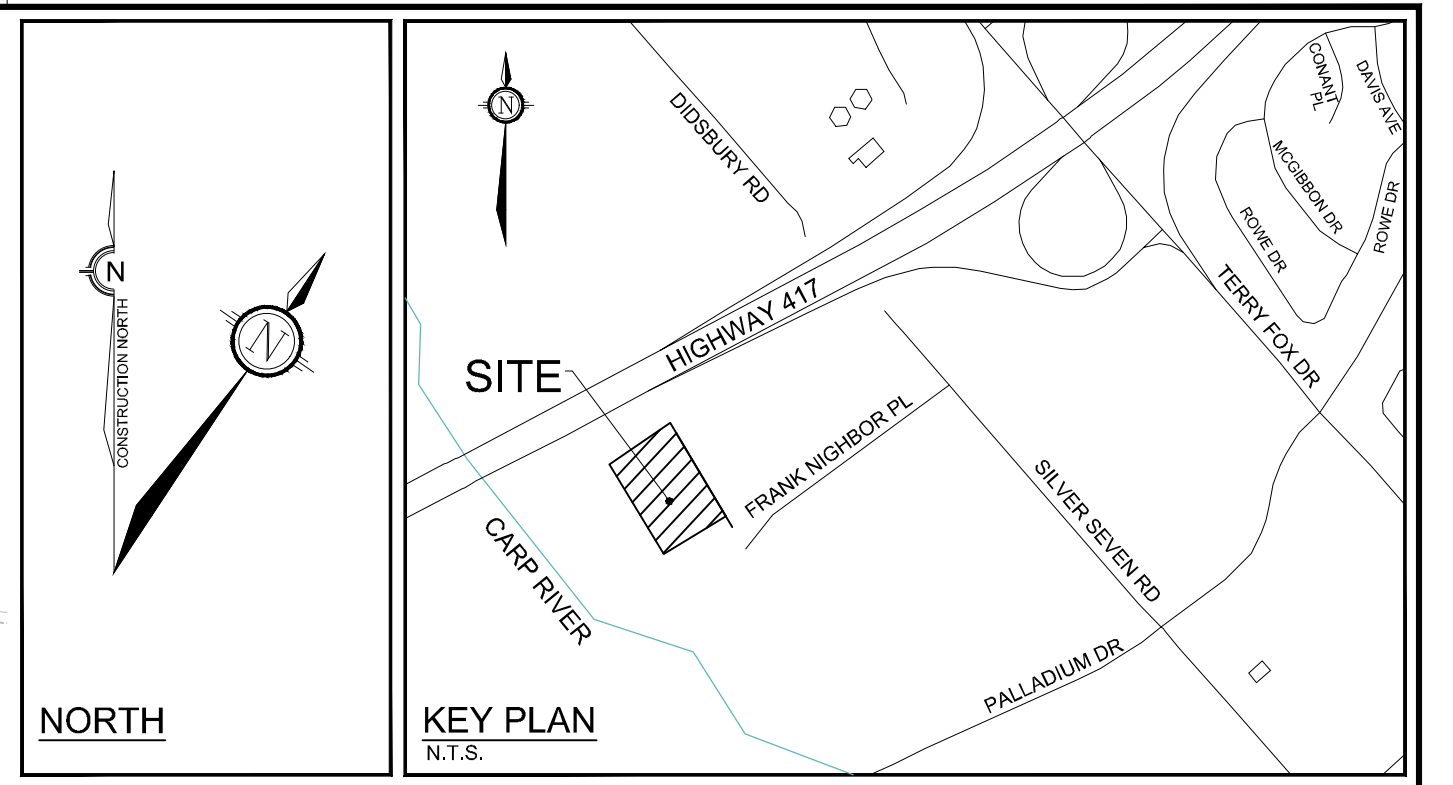 N
CONSTRUCTION NORTH
N
NORTH
N
DIDSBURY RD
CONANT
PL
DAVIS AVE
MCGIBBON DR
ROWE DR
ROWE DR
TERRY FOX DR
HIGHWAY 417
SITE
FRANK NIGHBOR PL
SILVER SEVEN RD
CARP RIVER
PALLADIUM DR
KEY PLAN
N.T.S.